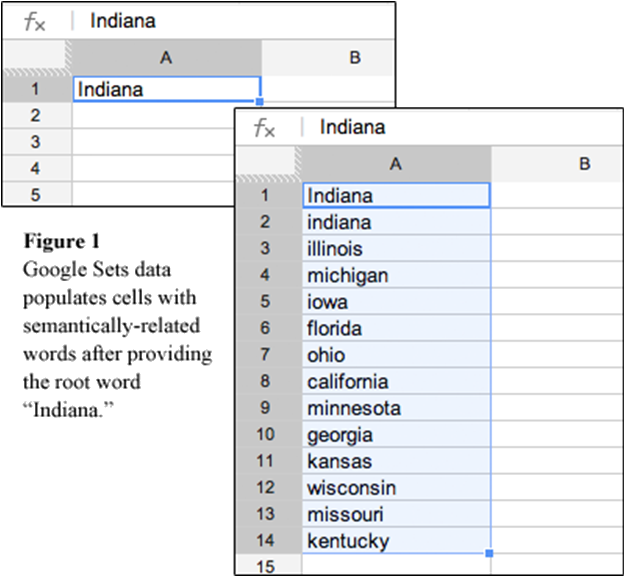 fx Indiana
A B
1 Indiana
2
3
4
5
Figure 1
Google Sets data
populates cells with
semantically-related
words after providing
the root word
“Indiana.”
fx Indiana
A B
1 Indiana
2 indiana
3 illinois
4 michigan
5 iowa
6 florida
7 ohio
8 california
9 minnesota
10 georgia
11 kansas
12 wisconsin
13 missouri
14 kentucky
15